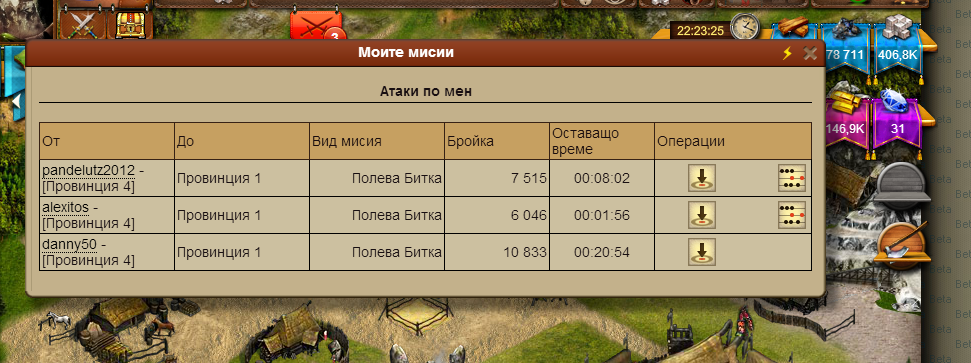 3
22:23:25
78 711
406,8K
Моите мисии
Атаки по мен
От До Вид мисия Бройка Оставащо време Операции
pandelutz2012 -
[Провинция 4] Провинция 1 Полева Битка 7 515 00:08:02
alexitos -
[Провинция 4] Провинция 1 Полева Битка 6 046 00:01:56
danny50 -
[Провинция 4] Провинция 1 Полева Битка 10 833 00:20:54
146,9K
31
Beta